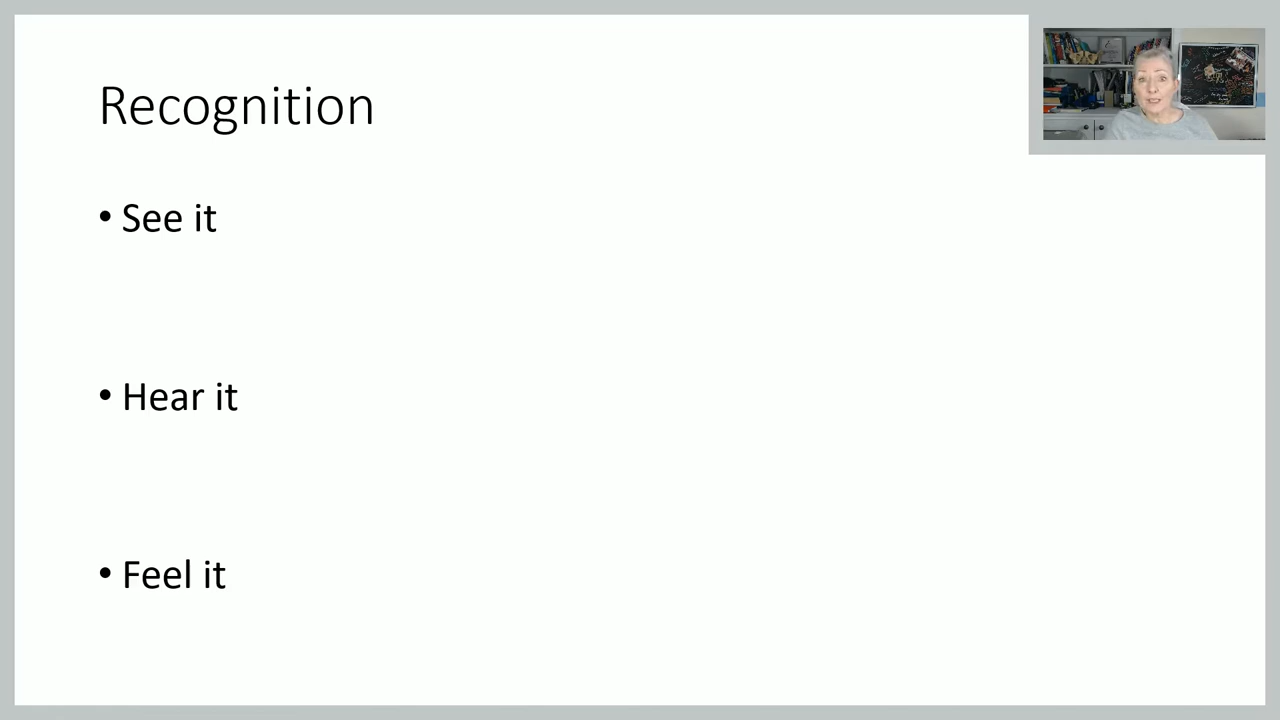 Recognition
• See it
• Hear it
• Feel it